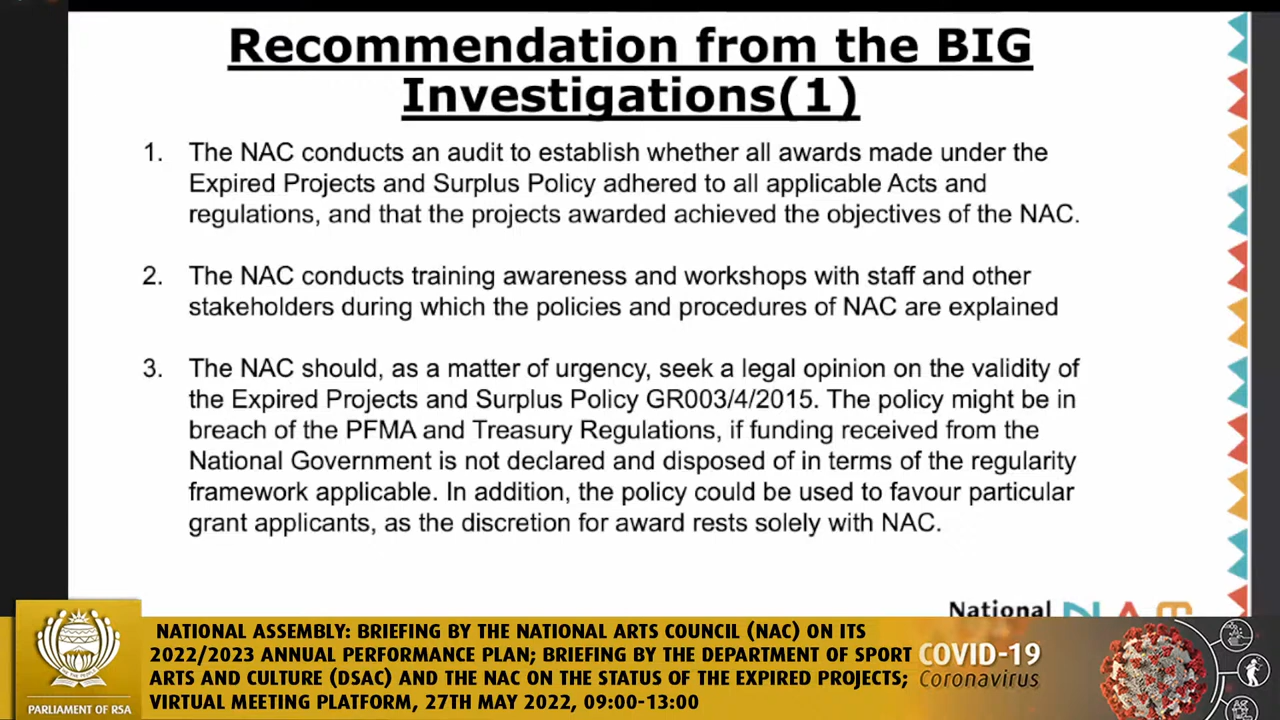 Recommendation from the BIG
Investigations(1)
1. The NAC conducts an audit to establish whether all awards made under the
Expired Projects and Surplus Policy adhered to all applicable Acts and
regulations, and that the projects awarded achieved the objectives of the NAC.
2. The NAC conducts training awareness and workshops with staff and other
stakeholders during which the policies and procedures of NAC are explained
3. The NAC should, as a matter of urgency, seek a legal opinion on the validity of
the Expired Projects and Surplus Policy GR003/4/2015. The policy might be in
breach of the PFMA and Treasury Regulations, if funding received from the
National Government is not declared and disposed of in terms of the regularity
framework applicable. In addition, the policy could be used to favour particular
grant applicants, as the discretion for award rests solely with NAC.
National
NATIONAL ASSEMBLY: BRIEFING BY THE NATIONAL ARTS COUNCIL (NAC) ON ITS
2022/2023 ANNUAL PERFORMANCE PLAN; BRIEFING BY THE DEPARTMENT OF SPORT
ARTS AND CULTURE (DSAC) AND THE NAC ON THE STATUS OF THE EXPIRED PROJECTS;
VIRTUAL MEETING PLATFORM, 27TH MAY 2022, 09:00-13:00
PARLIAMENT OF RSA
COVID-19
Coronavirus